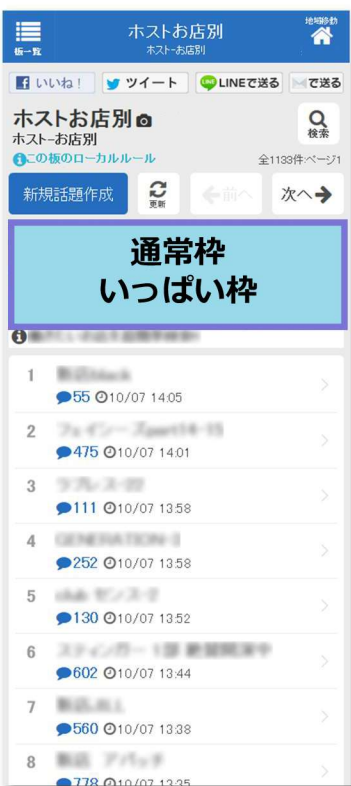 地域移動
板一覧
ホストお店別
ホスト-お店別
いいね！
ツイート
LINEで送る
で送る
ホストお店別
検索
ホスト-お店別
この板のローカルルール
全1133件:ページ1
新規話題作成
更新
前へ
次へ
通常枠
いっぱい枠
1
55 10/07 14:05
2
475 10/07 14:01
3
111 10/07 13:58
4
252 10/07 13:58
5
130 10/07 13:52
6
602 10/07 13:44
7
560 10/07 13:38
8
778 10/07 13:35